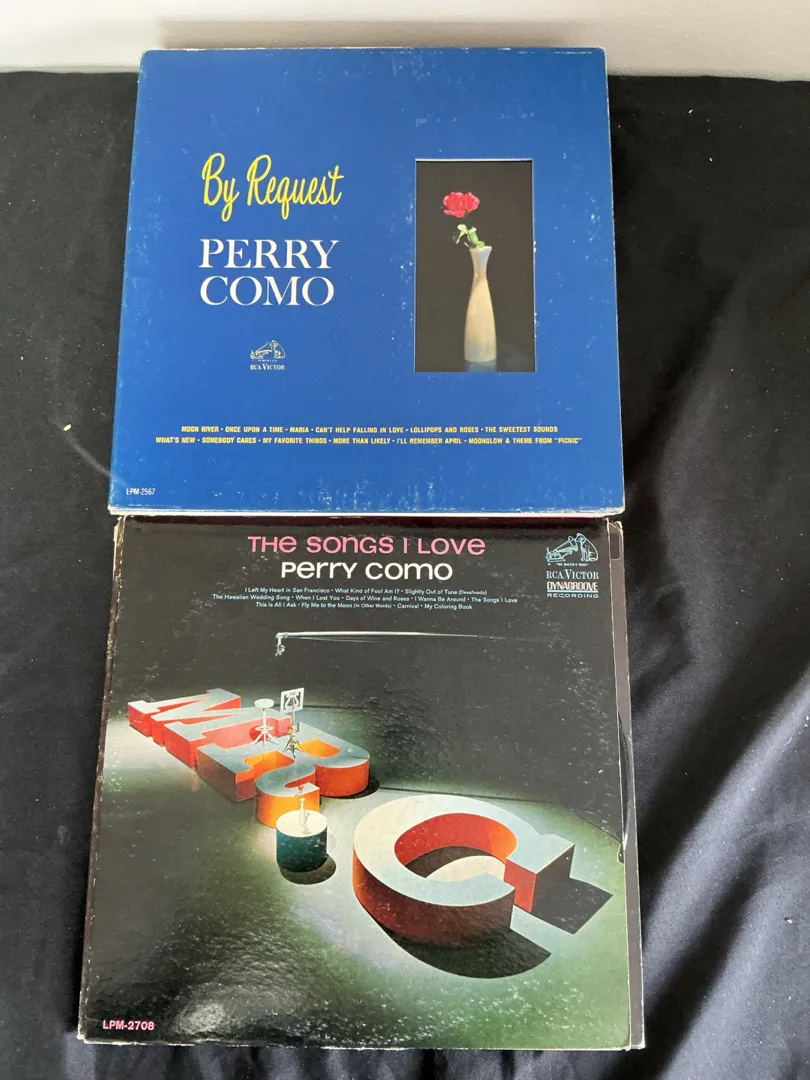 By Request
PERRY
COMO
RCA VICTOR
MOON RIVER • ONCE UPON A TIME • MARIA • CAN'T HELP FALLING IN LOVE • LOLLIPOPS AND ROSES • THE SWEETEST SOUNDS
WHAT'S NEW • SOMEBODY CARES • MY FAVORITE THINGS • MORE THAN LIKELY • I'LL REMEMBER APRIL • MOONGLOW & THEME FROM "PICNIC"
LPM-2567
THE SONGS I LOVE
PERRY COMO
I Left My Heart in San Francisco • What Kind of Fool Am I? • Slightly Out of Tune (Desafinado)
The Hawaiian Wedding Song • When I Lost You • Days of Wine and Roses • I Wanna Be Around • The Songs I Love
This is All I Ask • Fly Me to the Moon (In Other Words) • Carnival • My Coloring Book
"HIS MASTER'S VOICE"
RCA VICTOR
DYNAGROOVE
RECORDING
MR. C
LPM-2708